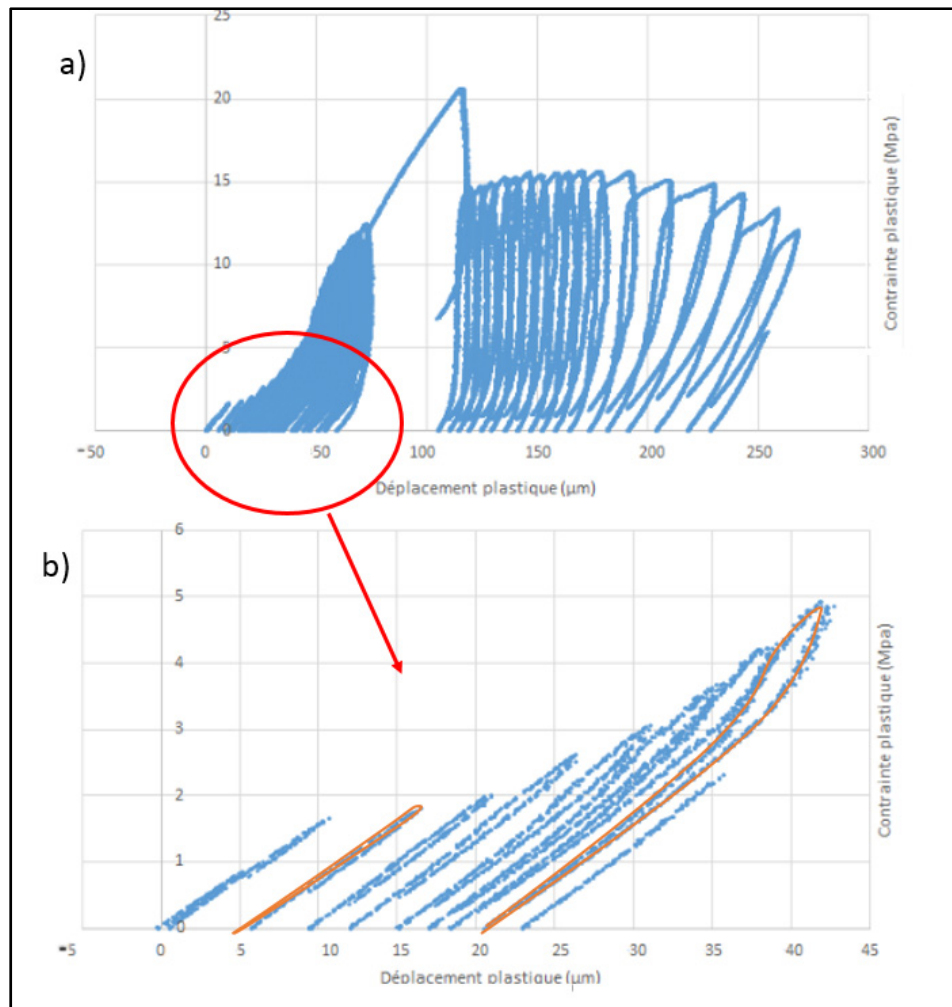 a)
25
20
15
10
5
0
Contrainte plastique (Mpa)
−50 0 50 100 150 200 250 300
Déplacement plastique (µm)
b)
6
5
4
3
2
1
0
Contrainte plastique (Mpa)
−5 0 5 10 15 20 25 30 35 40 45
Déplacement plastique (µm)